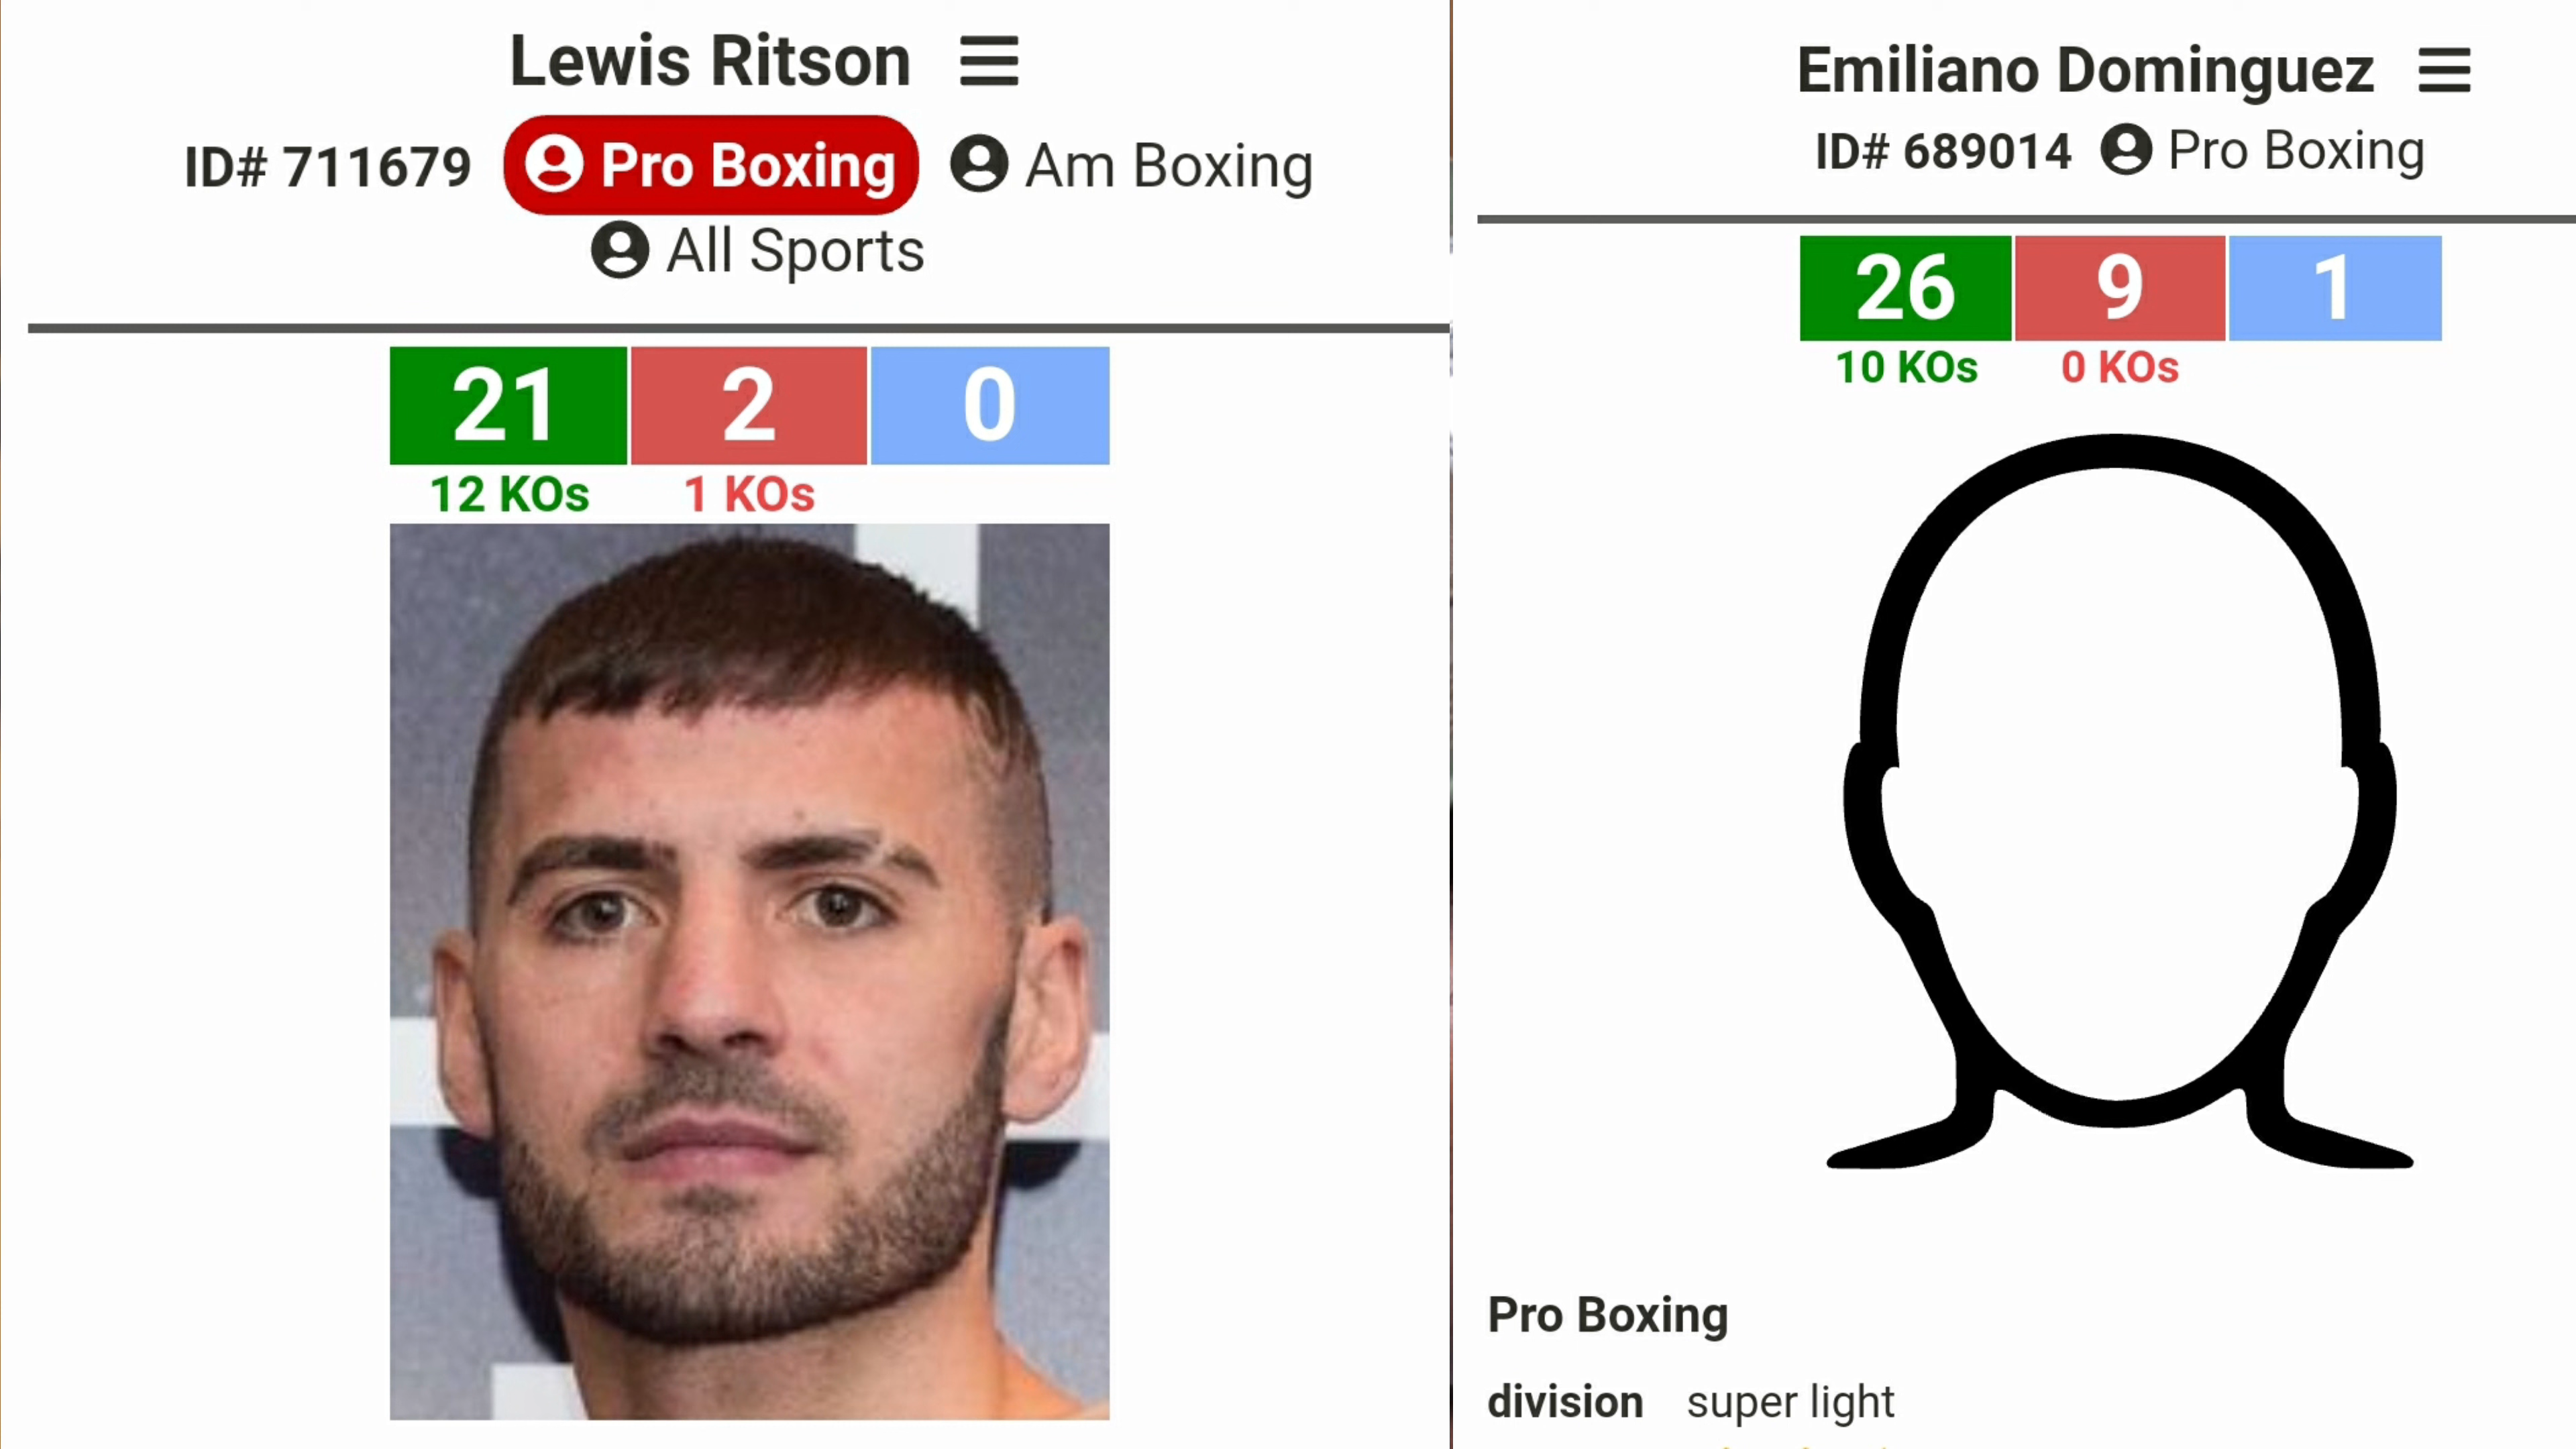 Lewis Ritson
ID# 711679 Pro Boxing Am Boxing
All Sports
21 2 0
12 KOs 1 KOs
Emiliano Dominguez
ID# 689014 Pro Boxing
26 9 1
10 KOs 0 KOs
Pro Boxing
division super light